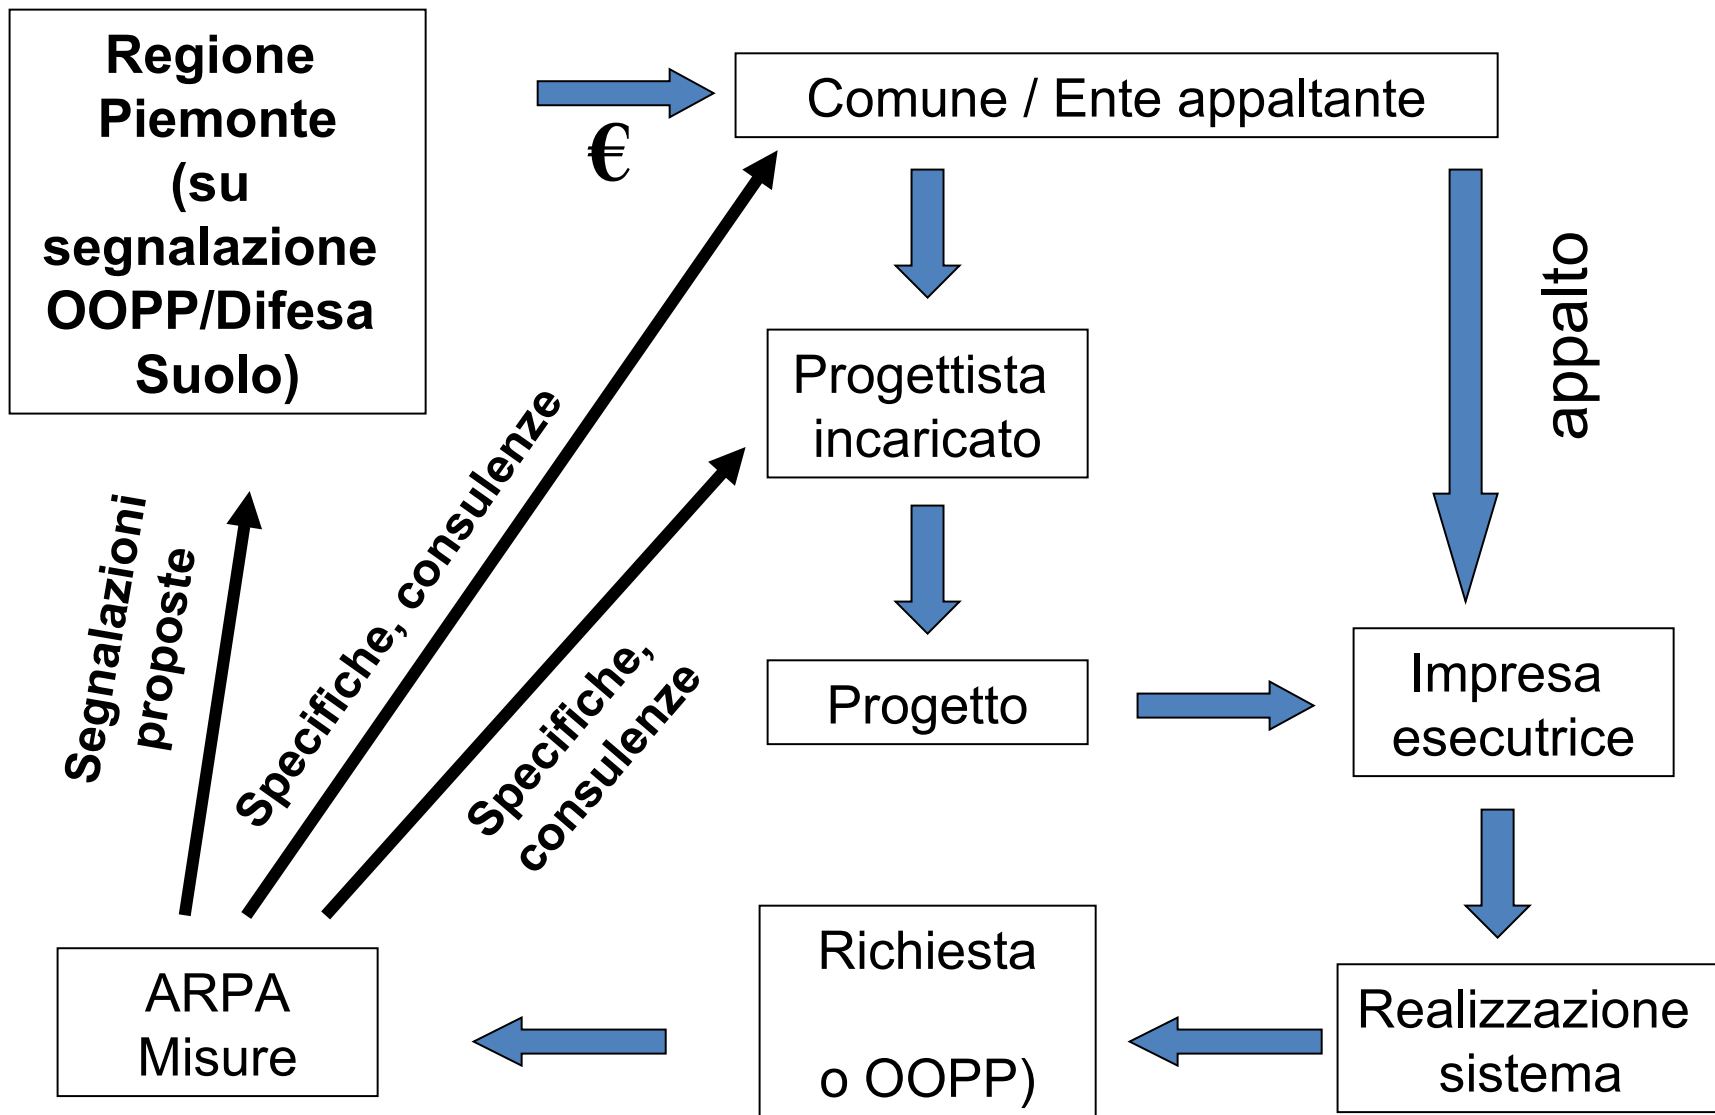 Regione
Piemonte
(su
segnalazione
OOPP/Difesa
Suolo)
€
Comune / Ente appaltante
appalto
Progettista
incaricato
Segnalazioni
proposte
Specifiche, consulenze
Specifiche,
consulenze
Progetto
Impresa
esecutrice
ARPA
Misure
Richiesta
o OOPP)
Realizzazione
sistema